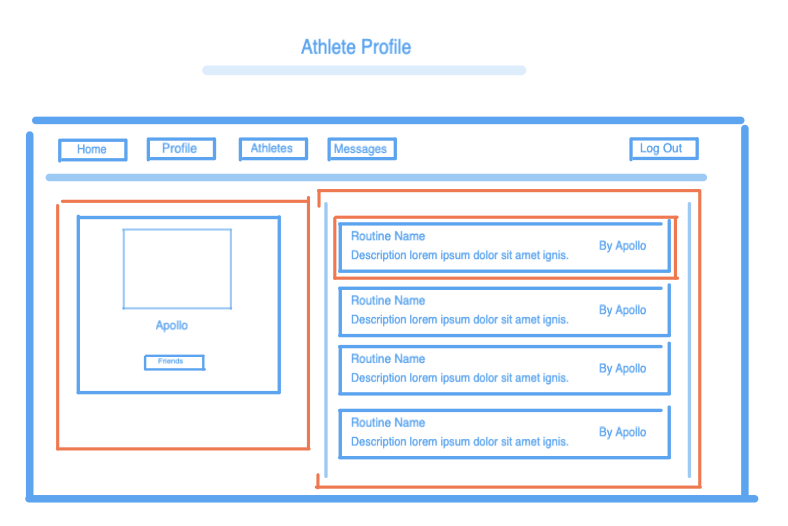 Athlete Profile
Home Profile Athletes Messages Log Out
Apollo
Friends
Routine Name
Description lorem ipsum dolor sit amet ignis.
By Apollo
Routine Name
Description lorem ipsum dolor sit amet ignis.
By Apollo
Routine Name
Description lorem ipsum dolor sit amet ignis.
By Apollo
Routine Name
Description lorem ipsum dolor sit amet ignis.
By Apollo